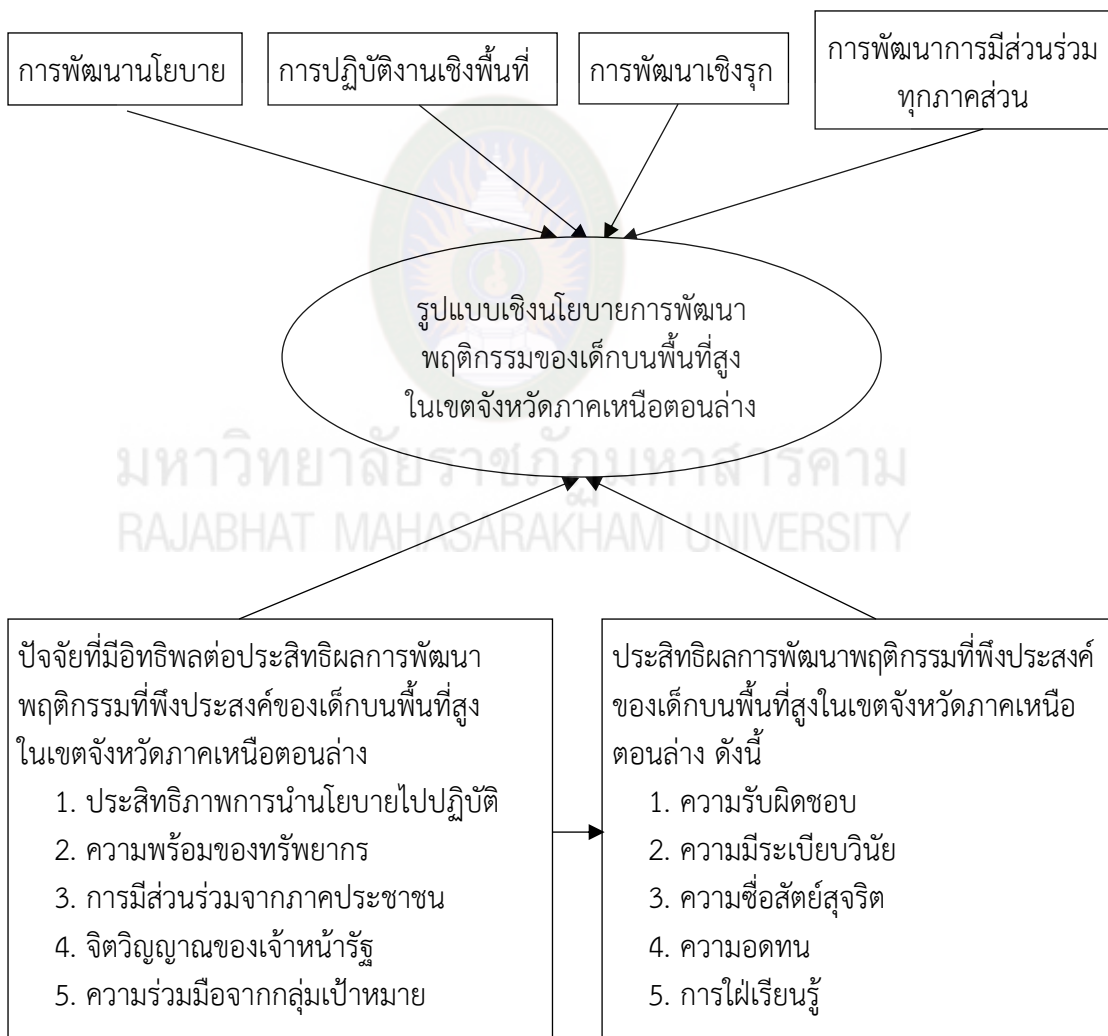 การพัฒนานโยบาย
การปฏิบัติงานเชิงพื้นที่
การพัฒนาเชิงรุก
การพัฒนาการมีส่วนร่วม
ทุกภาคส่วน
รูปแบบเชิงนโยบายการพัฒนา
พฤติกรรมของเด็กบนพื้นที่สูง
ในเขตจังหวัดภาคเหนือตอนล่าง
มหาวิทยาลัยราชภัฏมหาสารคาม
RAJABHAT MAHASARAKHAM UNIVERSITY
ปัจจัยที่มีอิทธิพลต่อประสิทธิผลการพัฒนา
พฤติกรรมที่พึงประสงค์ของเด็กบนพื้นที่สูง
ในเขตจังหวัดภาคเหนือตอนล่าง
1. ประสิทธิภาพการนำนโยบายไปปฏิบัติ
2. ความพร้อมของทรัพยากร
3. การมีส่วนร่วมจากภาคประชาชน
4. จิตวิญญาณของเจ้าหน้ารัฐ
5. ความร่วมมือจากกลุ่มเป้าหมาย
ประสิทธิผลการพัฒนาพฤติกรรมที่พึงประสงค์
ของเด็กบนพื้นที่สูงในเขตจังหวัดภาคเหนือ
ตอนล่าง ดังนี้
1. ความรับผิดชอบ
2. ความมีระเบียบวินัย
3. ความซื่อสัตย์สุจริต
4. ความอดทน
5. การใฝ่เรียนรู้